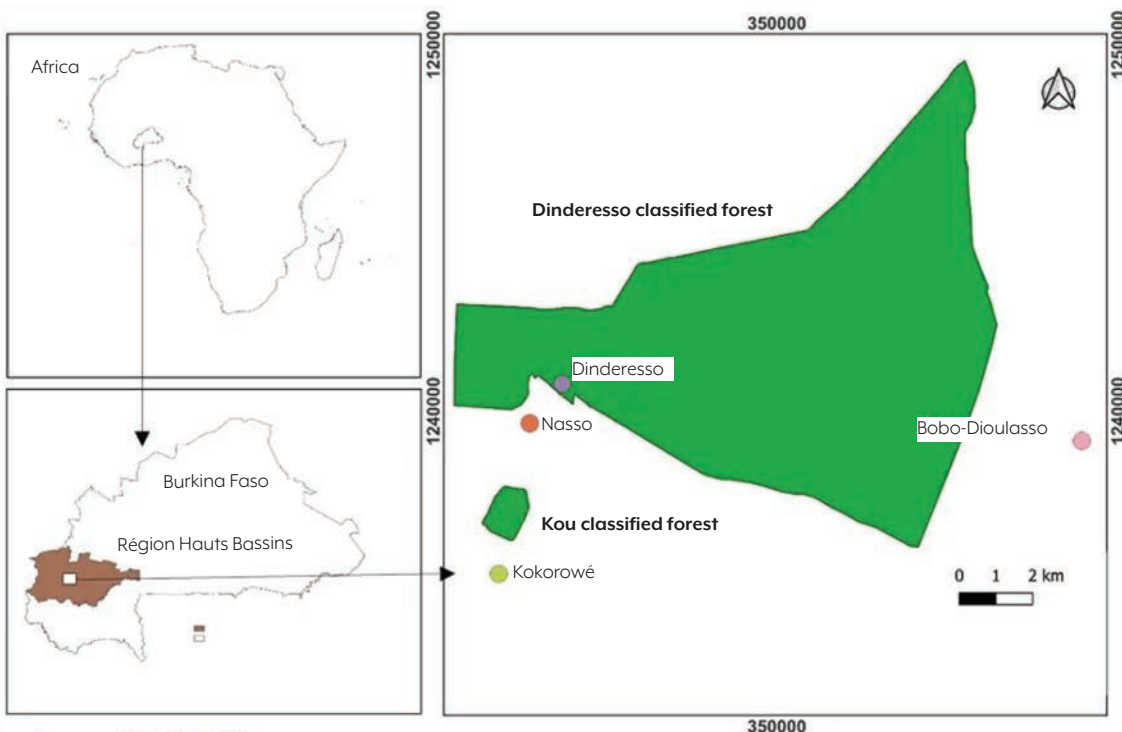 Africa
Burkina Faso
Région Hauts Bassins
350000
1250000
1250000
Dinderesso classified forest
Dinderesso
1240000
1240000
Nasso
Bobo-Dioulasso
Kou classified forest
Kokorowé
0 1 2 km
350000